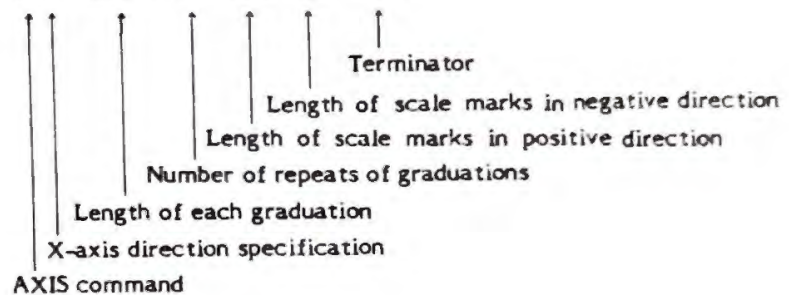 Terminator
Length of scale marks in negative direction
Length of scale marks in positive direction
Number of repeats of graduations
Length of each graduation
X-axis direction specification
AXIS command